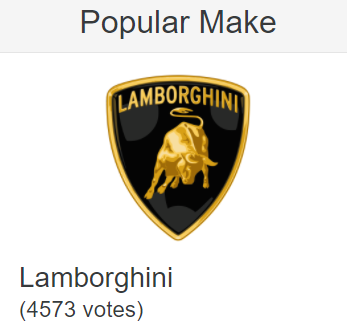 Popular Make
LAMBORGHINI
Lamborghini
(4573 votes)